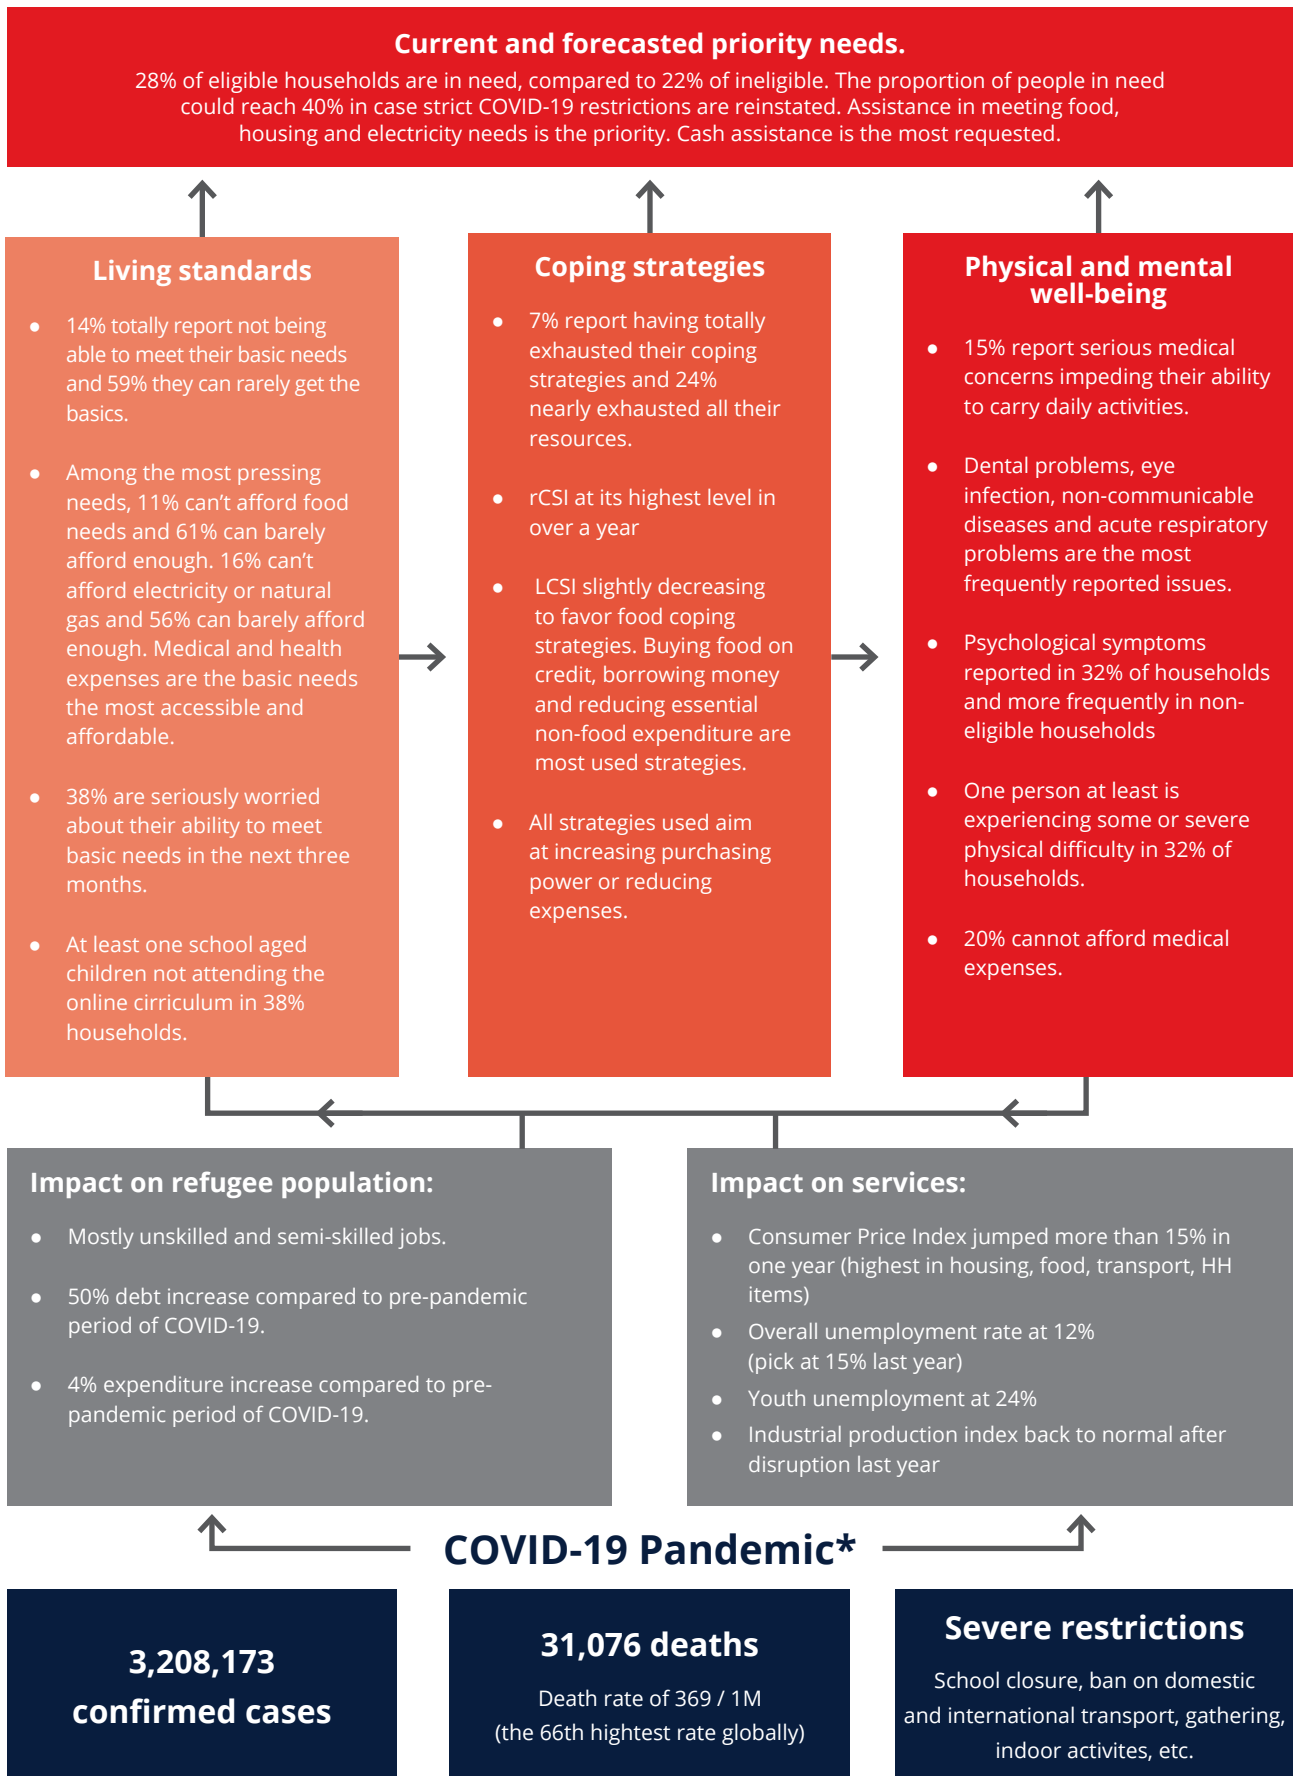 Current and forecasted priority needs.
28% of eligible households are in need, compared to 22% of ineligible. The proportion of people in need
could reach 40% in case strict COVID-19 restrictions are reinstated. Assistance in meeting food,
housing and electricity needs is the priority. Cash assistance is the most requested.
Living standards
● 14% totally report not being
able to meet their basic needs
and 59% they can rarely get the
basics.
● Among the most pressing
needs, 11% can’t afford food
needs and 61% can barely
afford enough. 16% can’t
afford electricity or natural
gas and 56% can barely afford
enough. Medical and health
expenses are the basic needs
the most accessible and
affordable.
● 38% are seriously worried
about their ability to meet
basic needs in the next three
months.
● At least one school aged
children not attending the
online cirriculum in 38%
households.
Coping strategies
● 7% report having totally
exhausted their coping
strategies and 24%
nearly exhausted all their
resources.
● rCSI at its highest level in
over a year
● LCSI slightly decreasing
to favor food coping
strategies. Buying food on
credit, borrowing money
and reducing essential
non-food expenditure are
most used strategies.
● All strategies used aim
at increasing purchasing
power or reducing
expenses.
Physical and mental
well-being
● 15% report serious medical
concerns impeding their ability
to carry daily activities.
● Dental problems, eye
infection, non-communicable
diseases and acute respiratory
problems are the most
frequently reported issues.
● Psychological symptoms
reported in 32% of households
and more frequently in non-
eligible households
● One person at least is
experiencing some or severe
physical difficulty in 32% of
households.
● 20% cannot afford medical
expenses.
Impact on refugee population:
● Mostly unskilled and semi-skilled jobs.
● 50% debt increase compared to pre-pandemic
period of COVID-19.
● 4% expenditure increase compared to pre-
pandemic period of COVID-19.
Impact on services:
● Consumer Price Index jumped more than 15% in
one year (highest in housing, food, transport, HH
items)
● Overall unemployment rate at 12%
(pick at 15% last year)
● Youth unemployment at 24%
● Industrial production index back to normal after
disruption last year
COVID-19 Pandemic*
3,208,173
confirmed cases
31,076 deaths
Death rate of 369 / 1M
(the 66th hightest rate globally)
Severe restrictions
School closure, ban on domestic
and international transport, gathering,
indoor activites, etc.